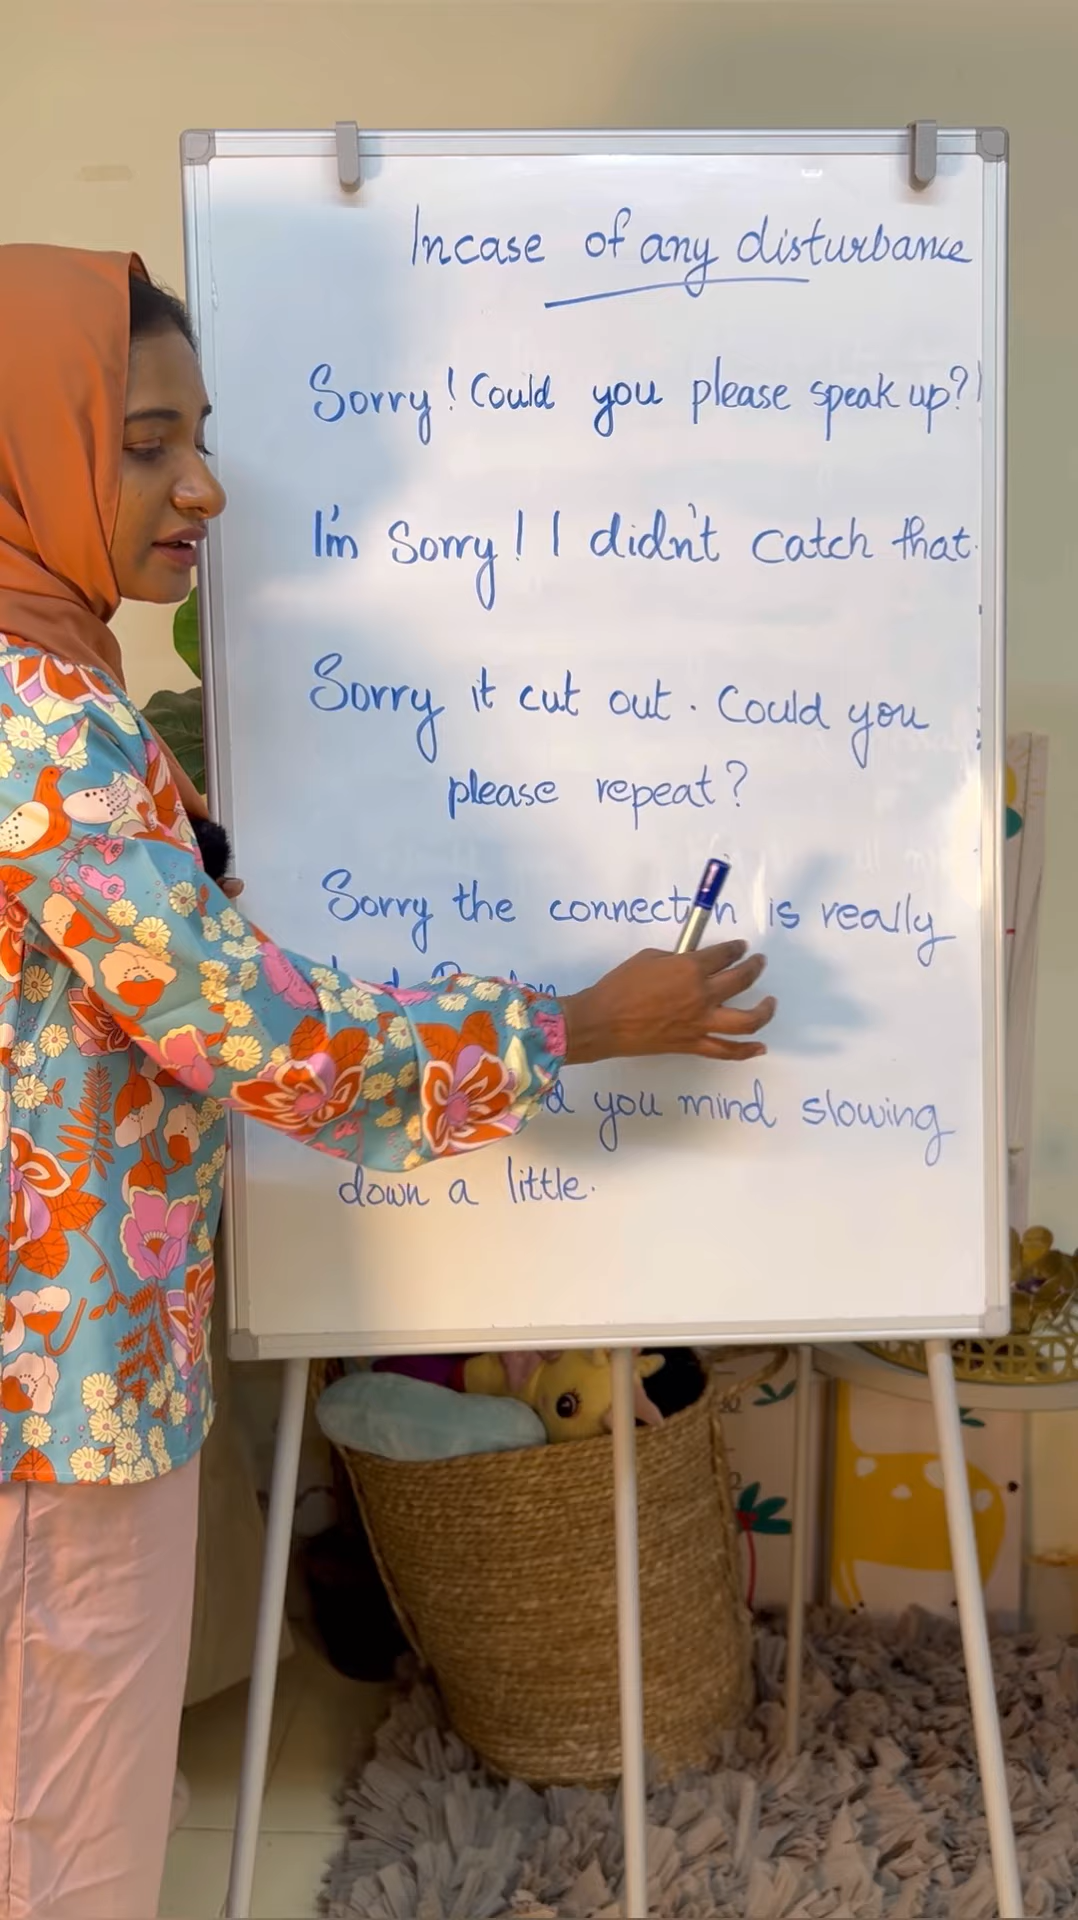 Incase of any disturbance
Sorry! Could you please speak up?
I'm Sorry! I didn't catch that.
Sorry it cut out. Could you
please repeat?
Sorry the connection is really
you mind slowing
down a little.